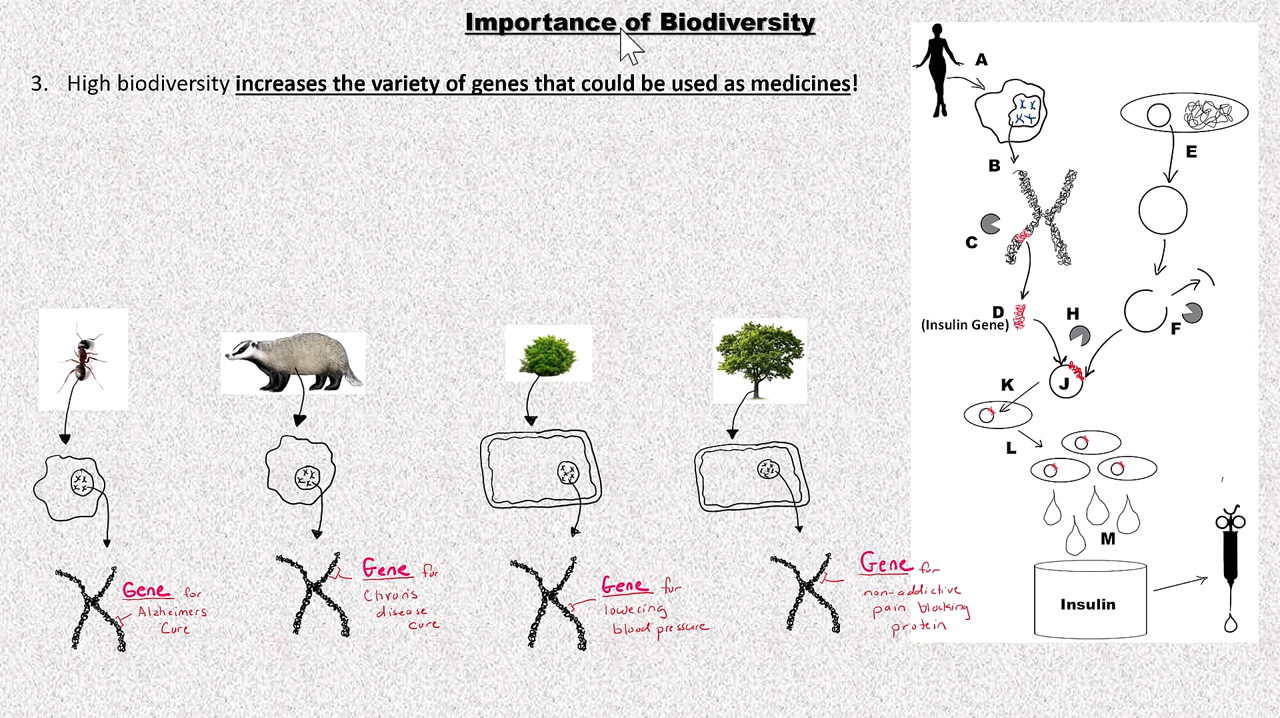 Importance of Biodiversity
3. High biodiversity increases the variety of genes that could be used as medicines!
A
B
C
D
(Insulin Gene)
E
F
H
J
K
L
M
Insulin
Gene for
Alzheimers
Cure
Gene for
Chron's
disease
cure
Gene for
lowering
blood pressure
Gene for
non-addictive
pain blocking
protein